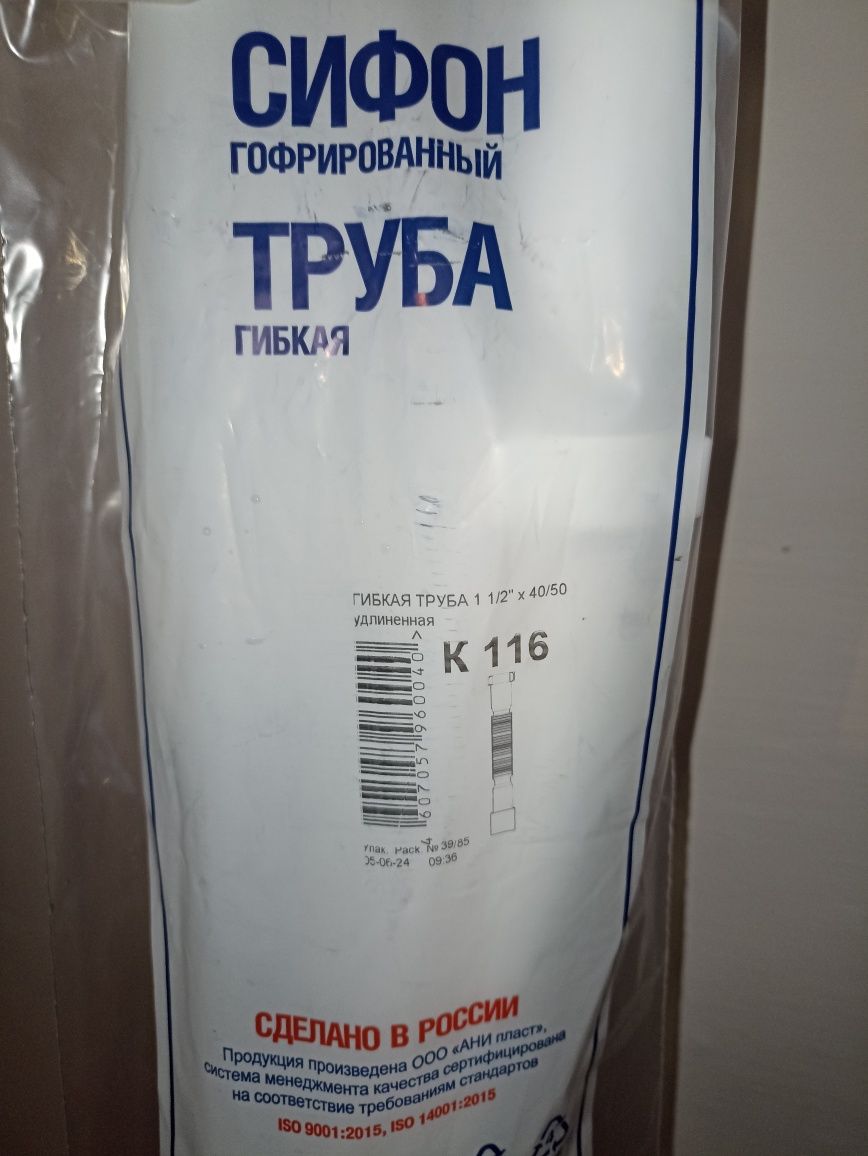 СИФОН
ГОФРИРОВАННЫЙ
ТРУБА
ГИБКАЯ
ГИБКАЯ ТРУБА 1 1/2" х 40/50
удлиненная
К 116
607057960040>
Упак. Pack. № 39/85
05-06-24 09:36
СДЕЛАНО В РОССИИ
Продукция произведена ООО «АНИ пласт»,
система менеджмента качества сертифицирована
на соответствие требованиям стандартов
ISO 9001:2015, ISO 14001:2015